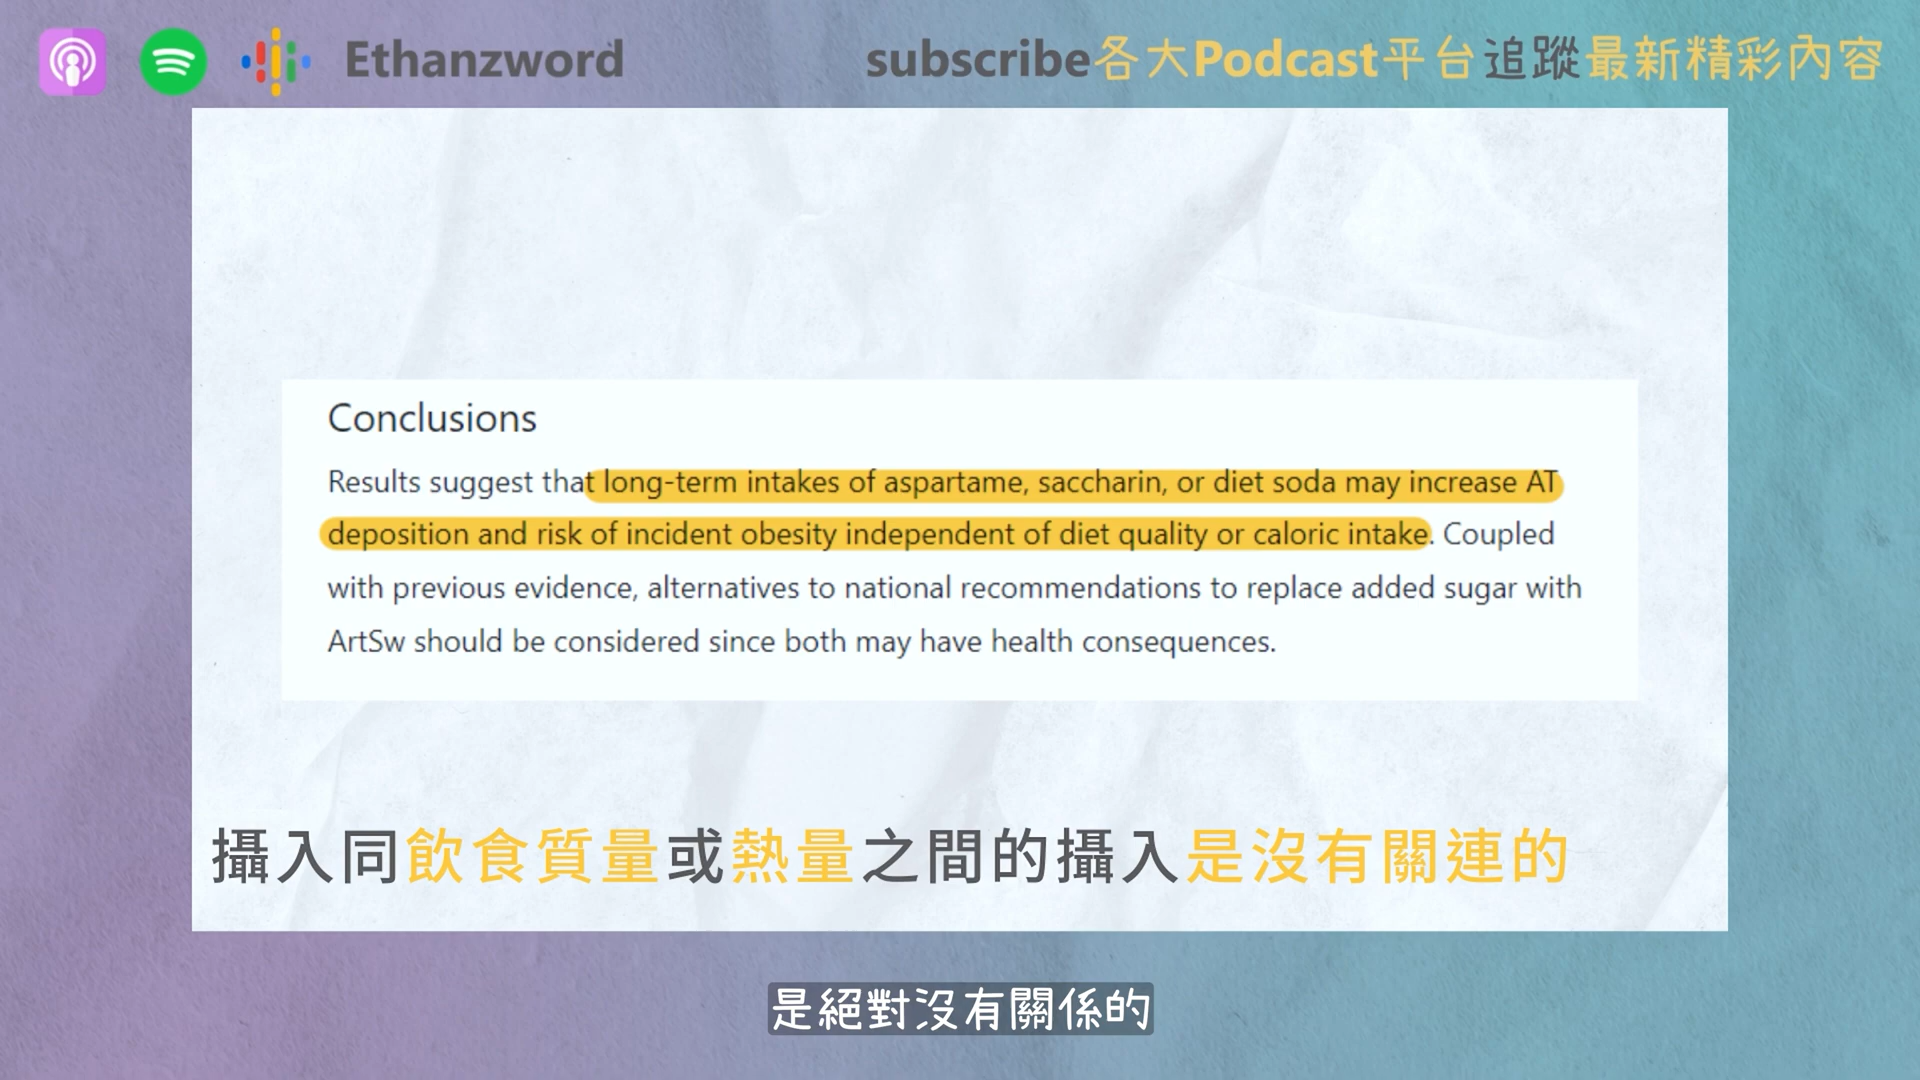 Ethanzword
subscribe各大Podcast平台追蹤最新精彩內容
Conclusions
Results suggest that long-term intakes of aspartame, saccharin, or diet soda may increase AT
deposition and risk of incident obesity independent of diet quality or caloric intake. Coupled
with previous evidence, alternatives to national recommendations to replace added sugar with
ArtSw should be considered since both may have health consequences.
攝入同飲食質量或熱量之間的攝入是沒有關連的
是絕對沒有關係的